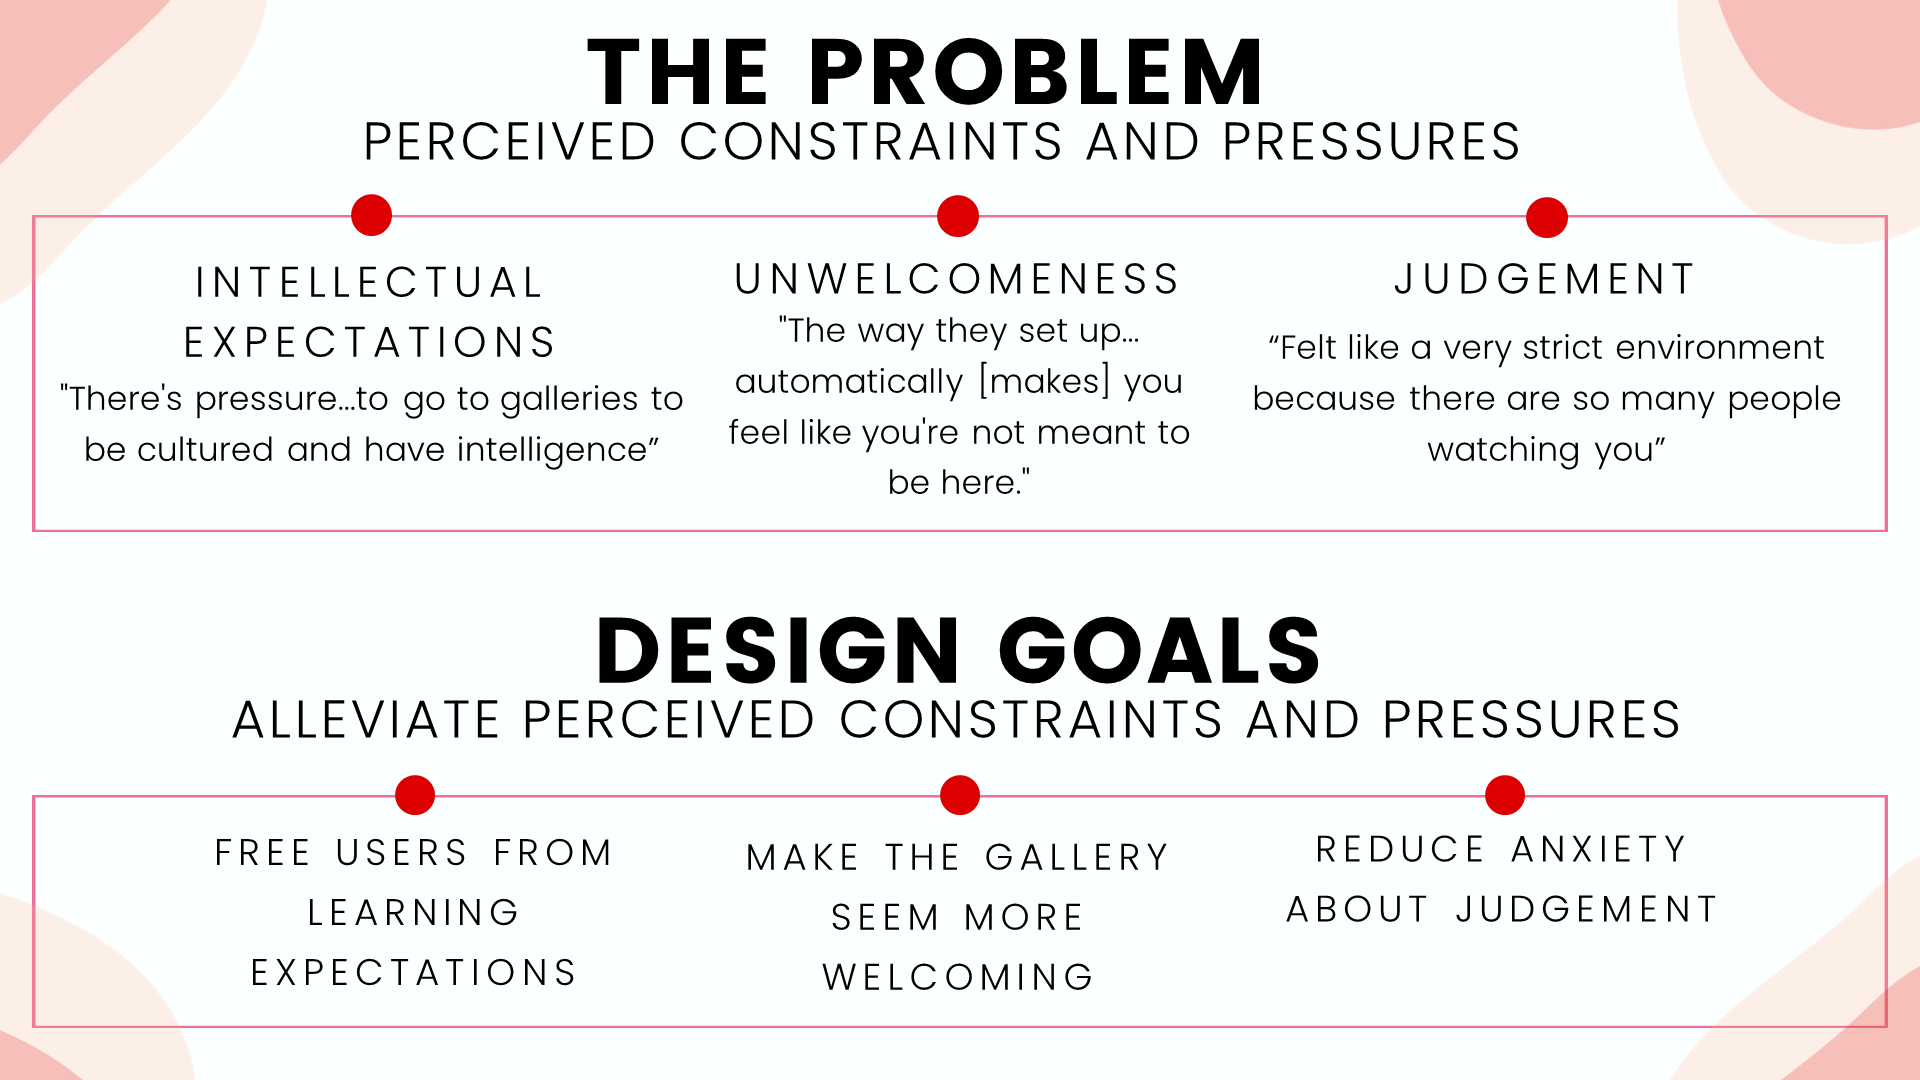 THE PROBLEM
PERCEIVED CONSTRAINTS AND PRESSURES
INTELLECTUAL
EXPECTATIONS
"There's pressure...to go to galleries to
be cultured and have intelligence”
UNWELCOMENESS
"The way they set up...
automatically [makes] you
feel like you're not meant to
be here."
JUDGEMENT
“Felt like a very strict environment
because there are so many people
watching you”
DESIGN GOALS
ALLEVIATE PERCEIVED CONSTRAINTS AND PRESSURES
FREE USERS FROM
LEARNING
EXPECTATIONS
MAKE THE GALLERY
SEEM MORE
WELCOMING
REDUCE ANXIETY
ABOUT JUDGEMENT